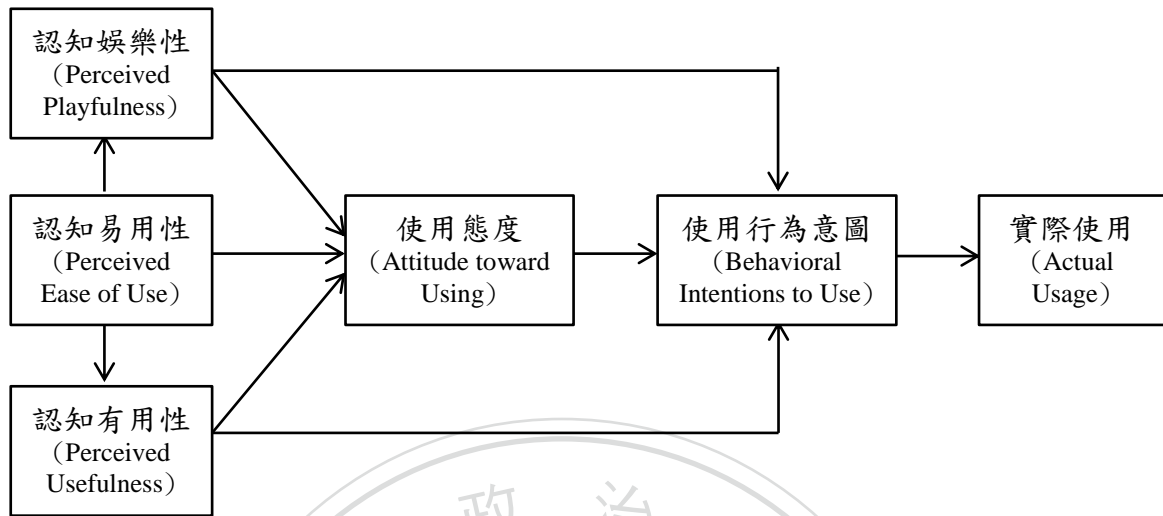 認知娛樂性
（Perceived
Playfulness）
認知易用性
（Perceived
Ease of Use）
使用態度
（Attitude toward
Using）
使用行為意圖
（Behavioral
Intentions to Use）
實際使用
（Actual
Usage）
認知有用性
（Perceived
Usefulness）
政治